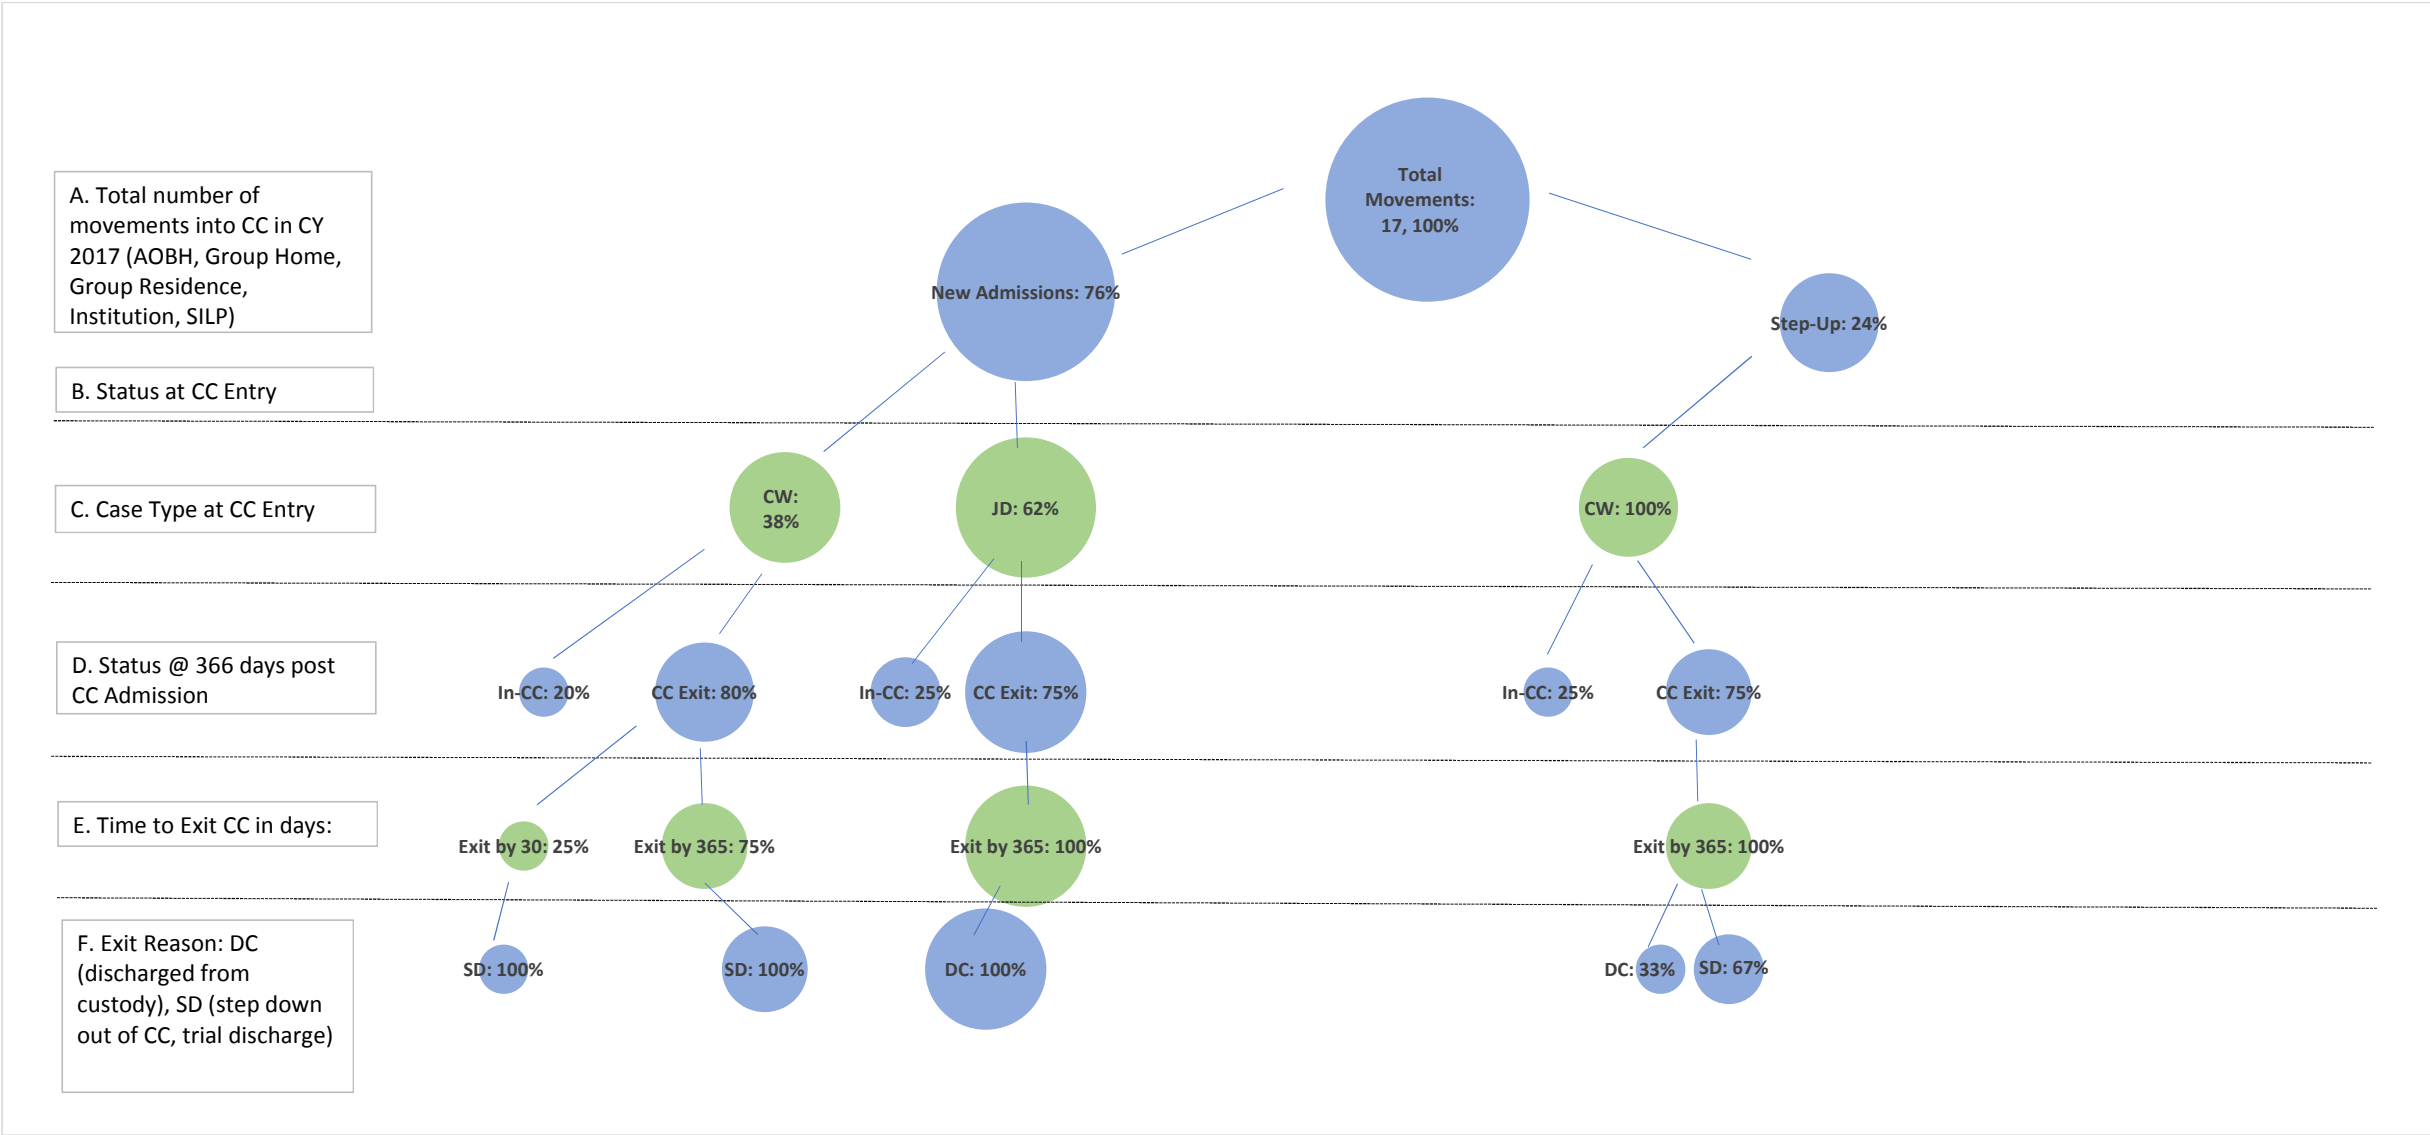 Total
Movements:
17, 100%
A. Total number of
movements into CC in CY
2017 (AOBH, Group Home,
Group Residence,
Institution, SILP)
New Admissions: 76%
Step-Up: 24%
B. Status at CC Entry
C. Case Type at CC Entry
CW:
38%
JD: 62%
CW: 100%
D. Status @ 366 days post
CC Admission
In-CC: 20%
CC Exit: 80%
In-CC: 25%
CC Exit: 75%
In-CC: 25%
CC Exit: 75%
E. Time to Exit CC in days:
Exit by 30: 25%
Exit by 365: 75%
Exit by 365: 100%
Exit by 365: 100%
F. Exit Reason: DC
(discharged from
custody), SD (step down
out of CC, trial discharge)
SD: 100%
SD: 100%
DC: 100%
DC: 33%
SD: 67%